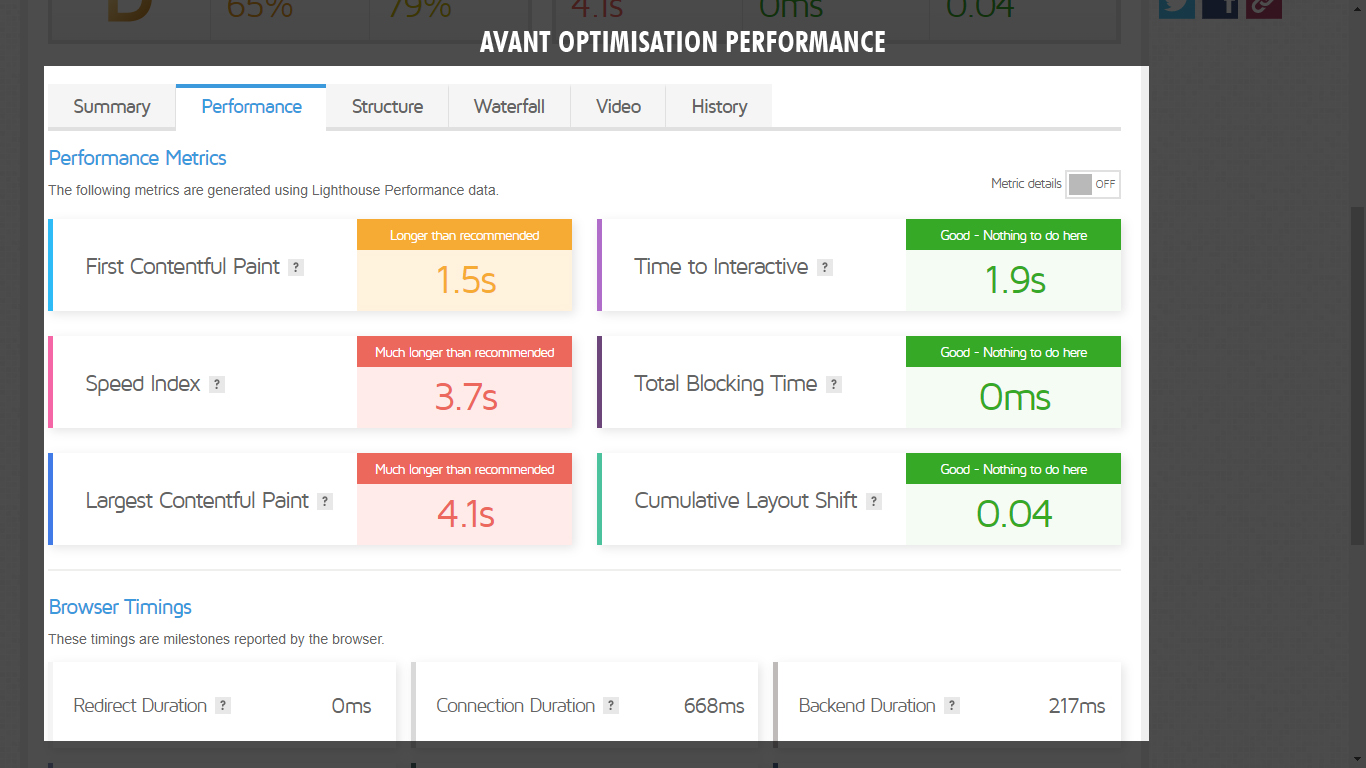 D 65% 79% 4.1s 0ms 0.04
AVANT OPTIMISATION PERFORMANCE
Summary Performance Structure Waterfall Video History
Performance Metrics
The following metrics are generated using Lighthouse Performance data.
Metric details OFF
First Contentful Paint ?
Longer than recommended
1.5s
Time to Interactive ?
Good - Nothing to do here
1.9s
Speed Index ?
Much longer than recommended
3.7s
Total Blocking Time ?
Good - Nothing to do here
0ms
Largest Contentful Paint ?
Much longer than recommended
4.1s
Cumulative Layout Shift ?
Good - Nothing to do here
0.04
Browser Timings
These timings are milestones reported by the browser.
Redirect Duration ? 0ms
Connection Duration ? 668ms
Backend Duration ? 217ms